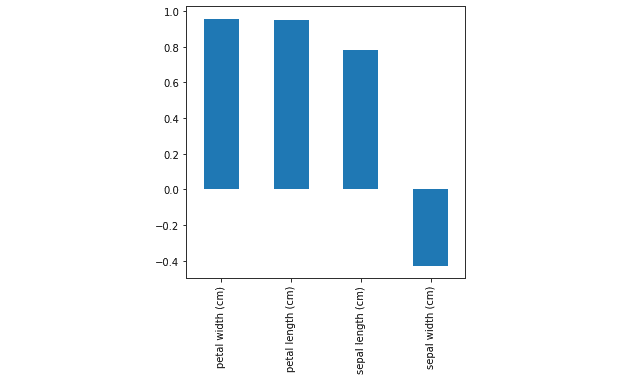 1.0
0.8
0.6
0.4
0.2
0.0
−0.2
−0.4
petal width (cm)
petal length (cm)
sepal length (cm)
sepal width (cm)